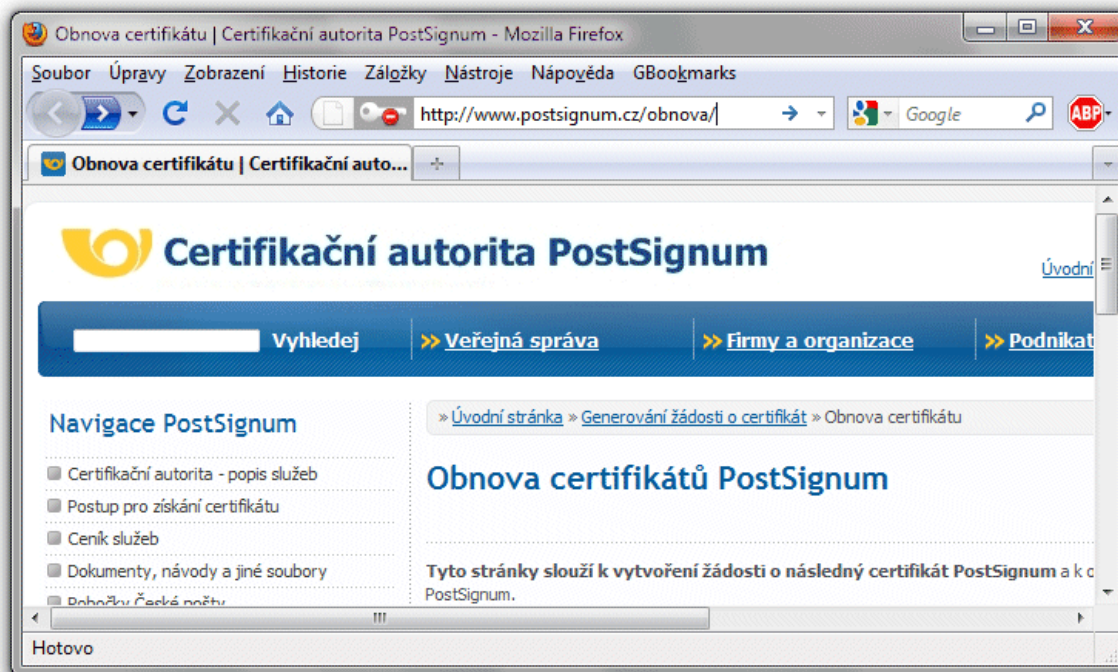 Obnova certifikátu | Certifikační autorita PostSignum - Mozilla Firefox
Soubor Úpravy Zobrazení Historie Záložky Nástroje Nápověda GBookmarks
http://www.postsignum.cz/obnova/ Google ABP
Obnova certifikátu | Certifikační auto...
Certifikační autorita PostSignum
Úvodní
Vyhledej » Veřejná správa » Firmy a organizace » Podnikat
Navigace PostSignum
Certifikační autorita - popis služeb
Postup pro získání certifikátu
Ceník služeb
Dokumenty, návody a jiné soubory
Pobočky České pošty
» Úvodní stránka » Generování žádosti o certifikát » Obnova certifikátu
Obnova certifikátů PostSignum
Tyto stránky slouží k vytvoření žádosti o následný certifikát PostSignum a k o
PostSignum.
Hotovo